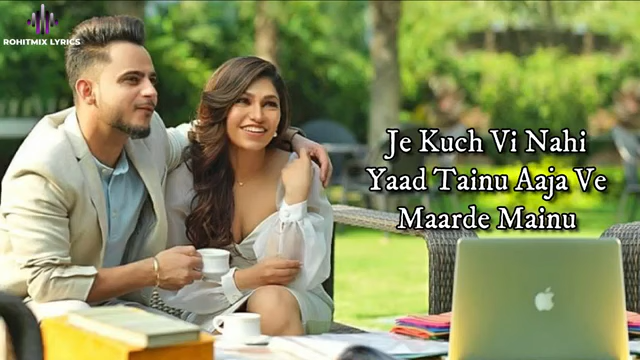 ROHITMIX LYRICS
Je Kuch Vi Nahi
Yaad Tainu Aaja Ve
Maarde Mainu